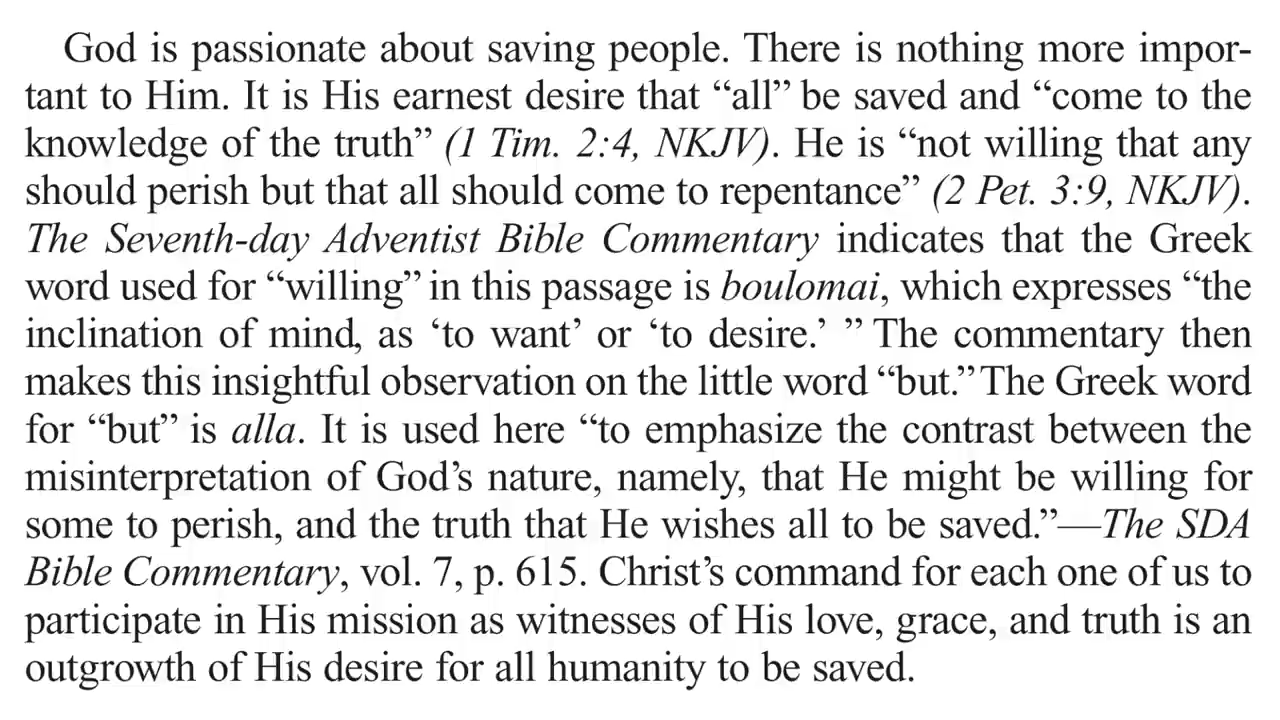 God is passionate about saving people. There is nothing more impor-
tant to Him. It is His earnest desire that “all” be saved and “come to the
knowledge of the truth” (1 Tim. 2:4, NKJV). He is “not willing that any
should perish but that all should come to repentance” (2 Pet. 3:9, NKJV).
The Seventh-day Adventist Bible Commentary indicates that the Greek
word used for “willing” in this passage is boulomai, which expresses “the
inclination of mind, as ‘to want’ or ‘to desire.’ ” The commentary then
makes this insightful observation on the little word “but.” The Greek word
for “but” is alla. It is used here “to emphasize the contrast between the
misinterpretation of God’s nature, namely, that He might be willing for
some to perish, and the truth that He wishes all to be saved.”—The SDA
Bible Commentary, vol. 7, p. 615. Christ’s command for each one of us to
participate in His mission as witnesses of His love, grace, and truth is an
outgrowth of His desire for all humanity to be saved.